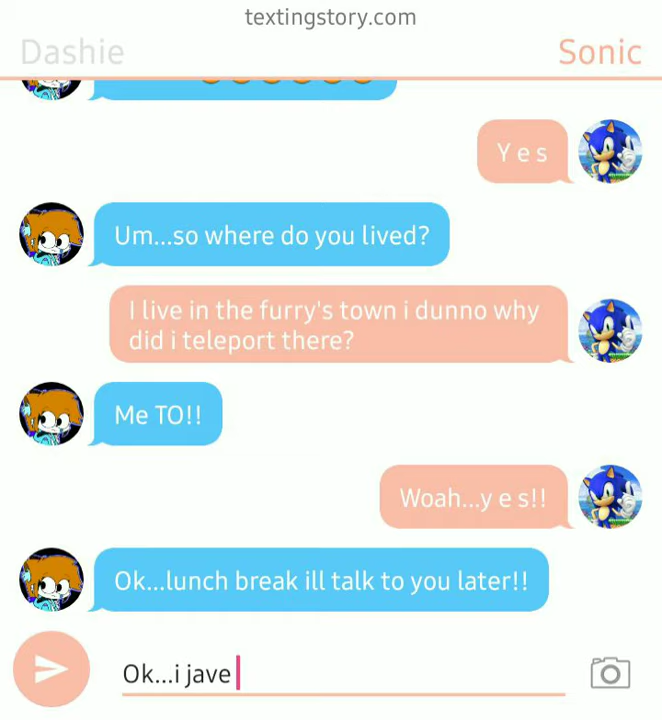 textingstory.com
Dashie
Sonic
Y e s
Um...so where do you lived?
I live in the furry's town i dunno why
did i teleport there?
Me TO!!
Woah...y e s!!
Ok...lunch break ill talk to you later!!
Ok...i jave